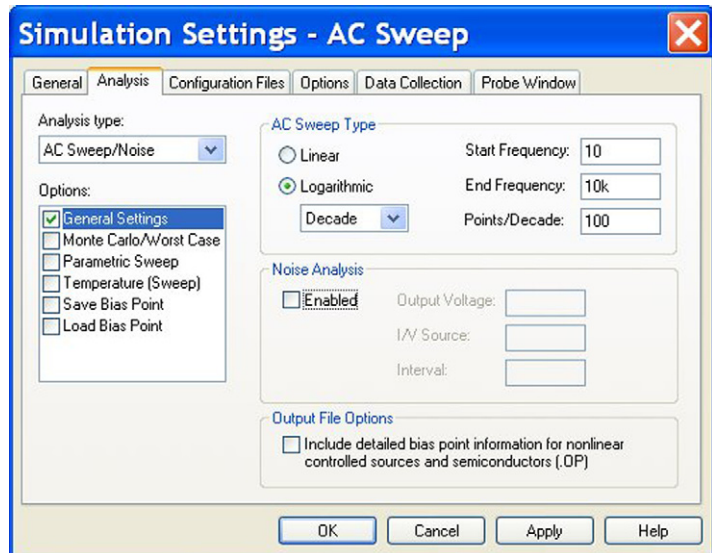 Simulation Settings - AC Sweep
General Analysis Configuration Files Options Data Collection Probe Window
Analysis type:
AC Sweep/Noise
Options:
General Settings
Monte Carlo/Worst Case
Parametric Sweep
Temperature (Sweep)
Save Bias Point
Load Bias Point
AC Sweep Type
Linear
Logarithmic
Decade
Start Frequency: 10
End Frequency: 10k
Points/Decade: 100
Noise Analysis
Enabled
Output Voltage:
I/V Source:
Interval:
Output File Options
Include detailed bias point information for nonlinear
controlled sources and semiconductors (.OP)
OK Cancel Apply Help